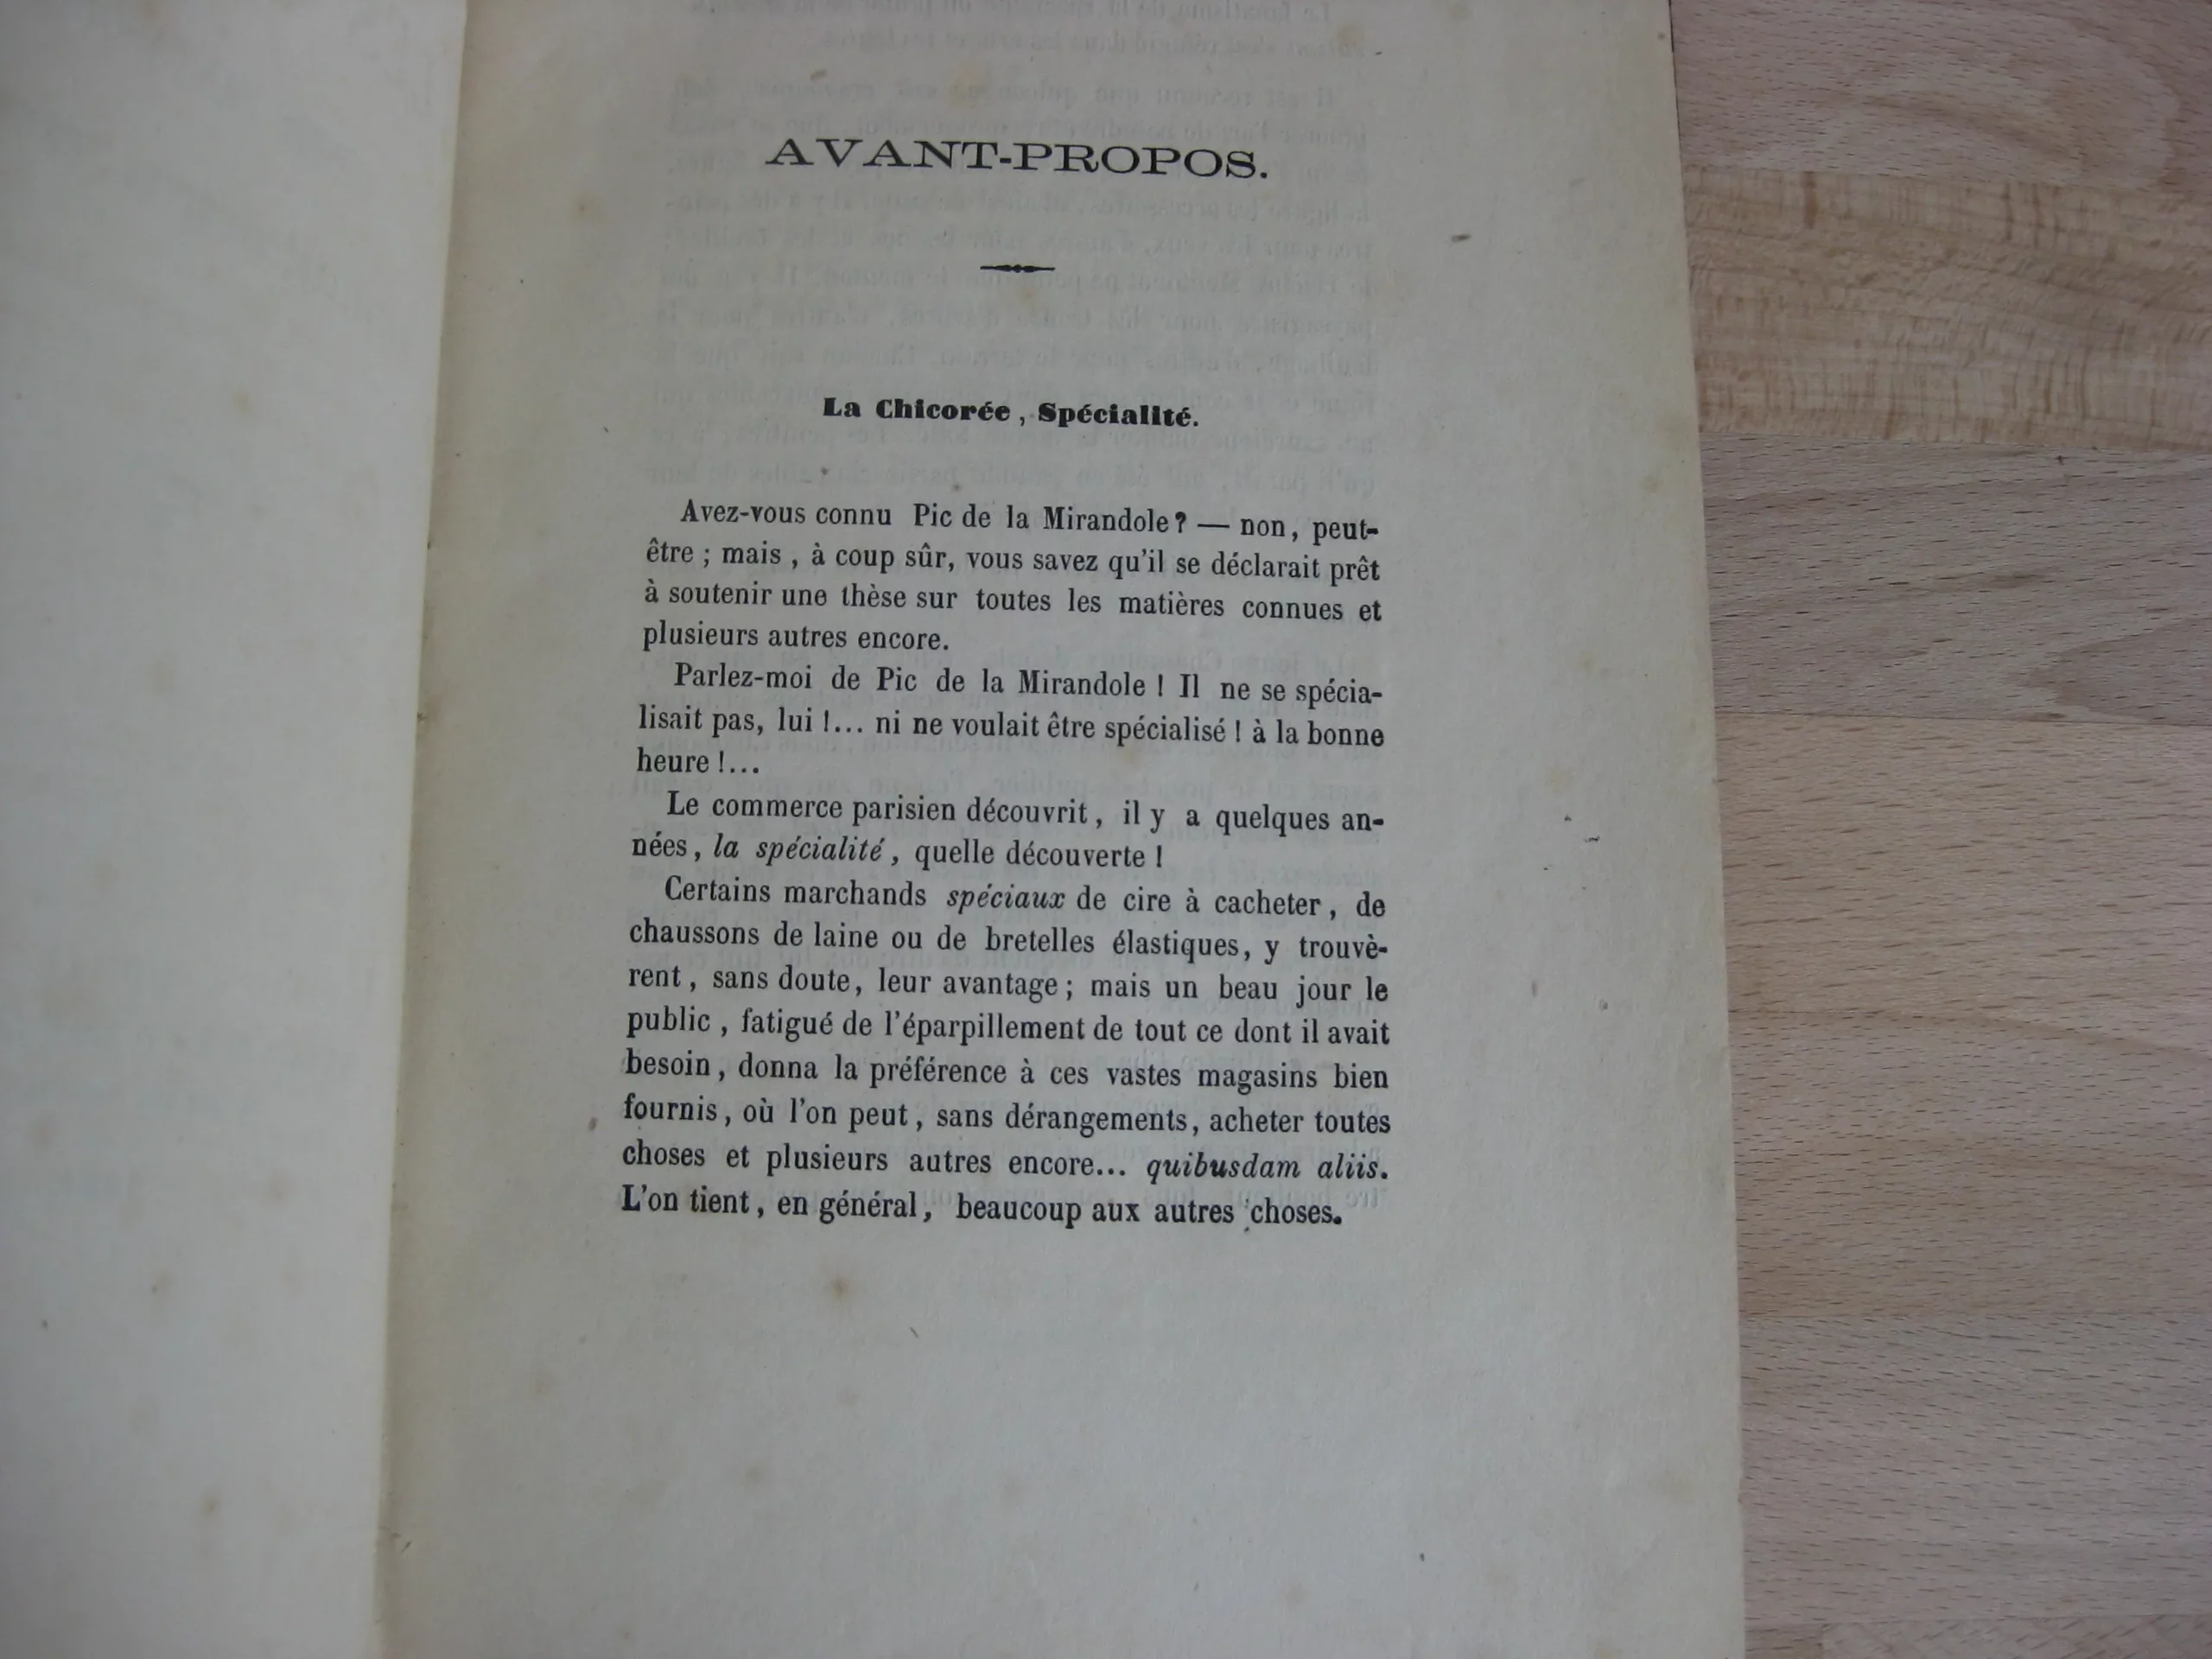 AVANT-PROPOS.
La Chicorée, Spécialité.
Avez-vous connu Pic de la Mirandole? — non, peut-
être ; mais , à coup sûr, vous savez qu'il se déclarait prêt
à soutenir une thèse sur toutes les matières connues et
plusieurs autres encore.
Parlez-moi de Pic de la Mirandole ! Il ne se spécia-
lisait pas, lui !... ni ne voulait être spécialisé ! à la bonne
heure !...
Le commerce parisien découvrit, il y a quelques an-
nées, la spécialité, quelle découverte !
Certains marchands spéciaux de cire à cacheter, de
chaussons de laine ou de bretelles élastiques, y trouvè-
rent, sans doute, leur avantage ; mais un beau jour le
public , fatigué de l'éparpillement de tout ce dont il avait
besoin, donna la préférence à ces vastes magasins bien
fournis, où l'on peut, sans dérangements, acheter toutes
choses et plusieurs autres encore... quibusdam aliis.
L'on tient, en général, beaucoup aux autres choses.